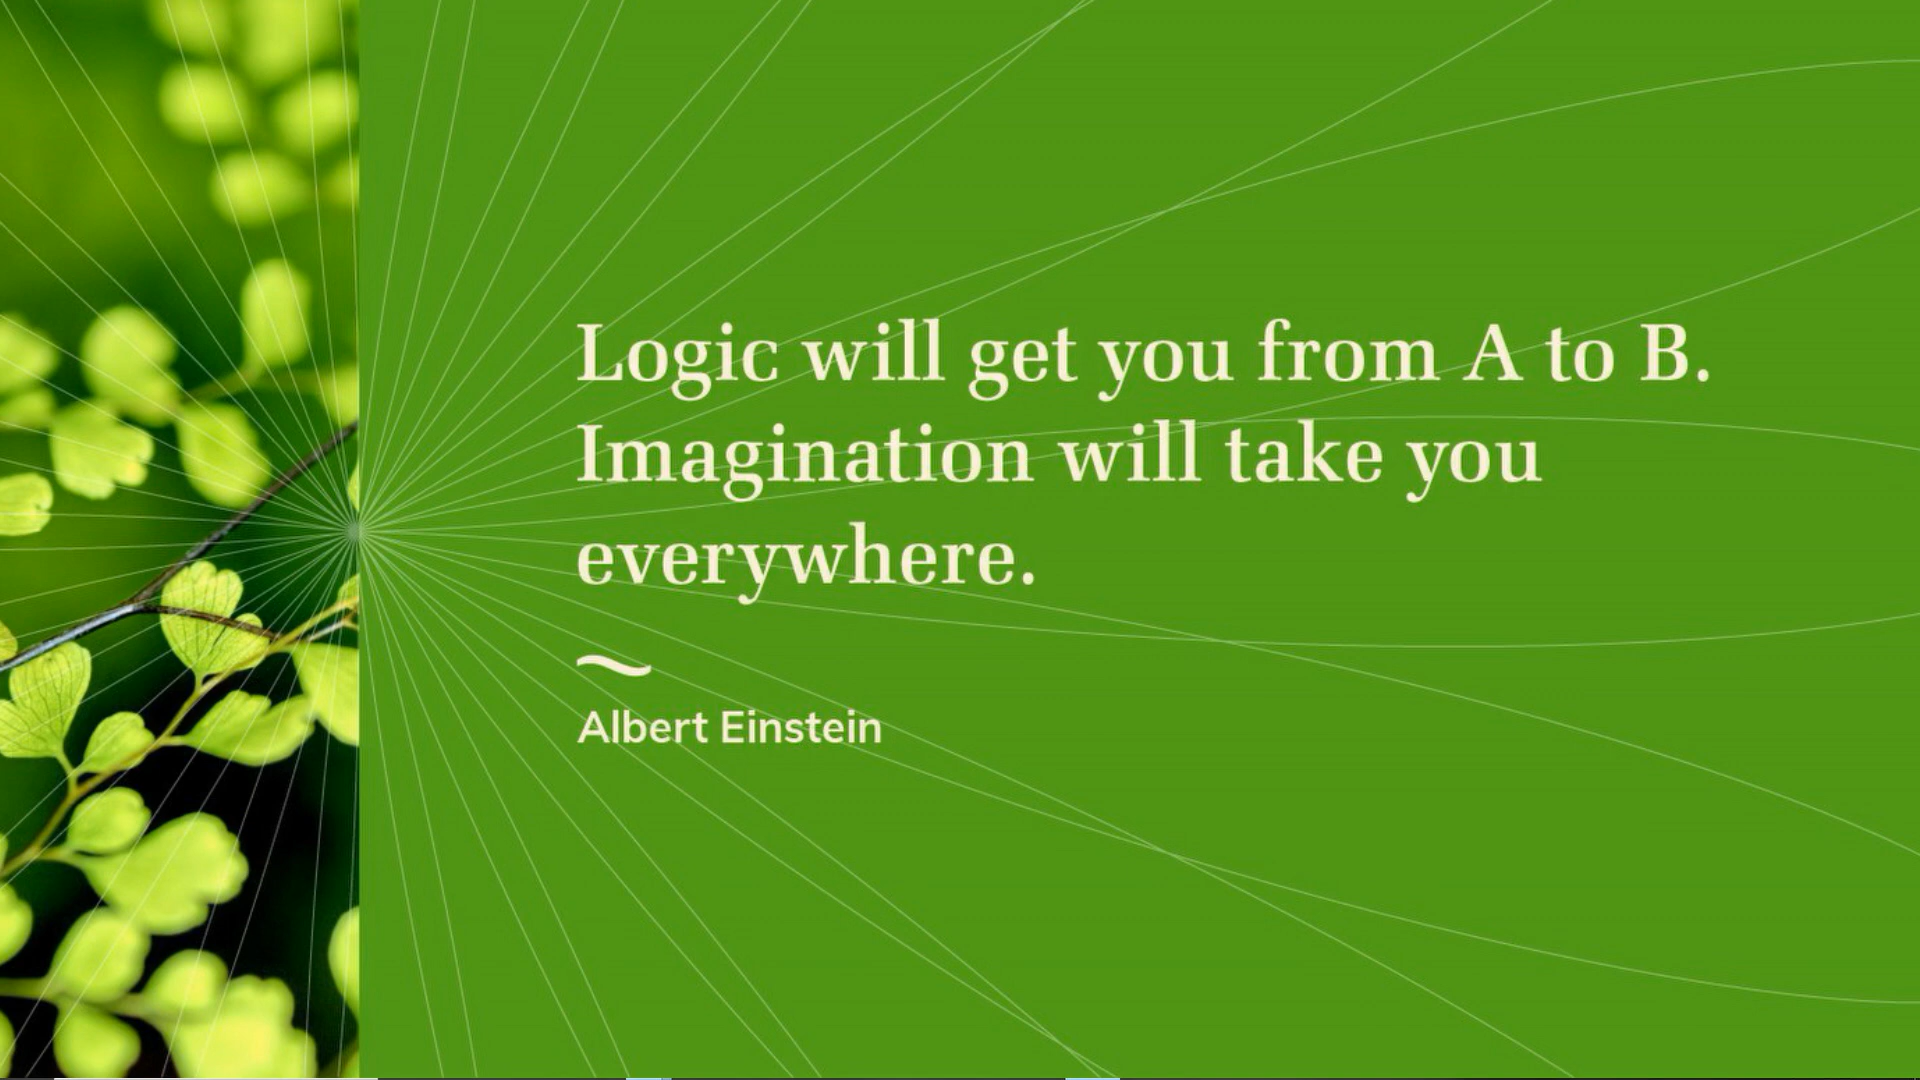 Logic will get you from A to B.
Imagination will take you
everywhere.
~
Albert Einstein